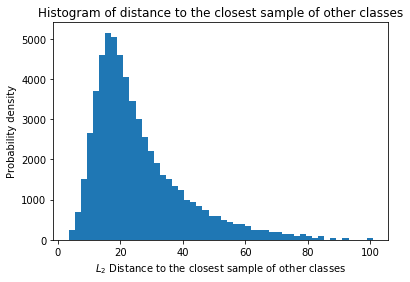 Histogram of distance to the closest sample of other classes
Probability density
5000
4000
3000
2000
1000
0
0 20 40 60 80 100
L2 Distance to the closest sample of other classes